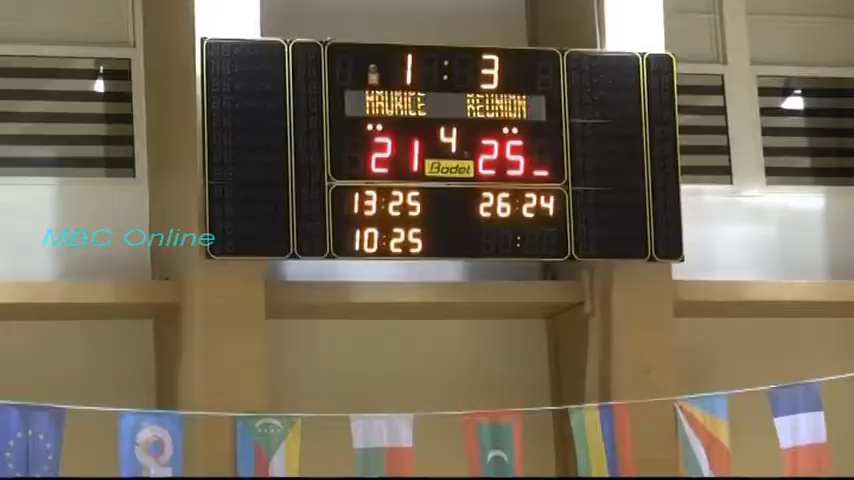 1 : 3
MAURICE REUNION
4
21 25
Bodet
13:25 26:24
10:25
MBC Online